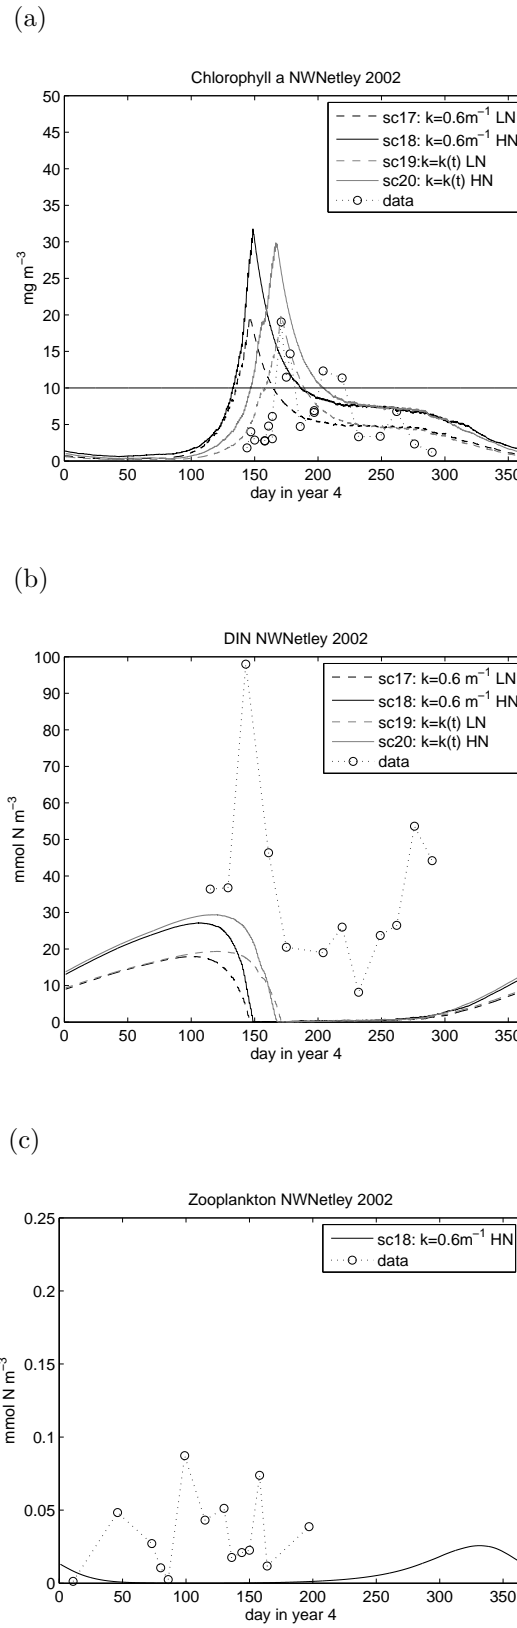 (a)
Chlorophyll a NWNetley 2002
50
45
40
35
30
25
20
15
10
5
0
mg m⁻³
sc17: k=0.6m⁻¹ LN
sc18: k=0.6m⁻¹ HN
sc19:k=k(t) LN
sc20: k=k(t) HN
data
0 50 100 150 200 250 300 350
day in year 4
(b)
DIN NWNetley 2002
100
90
80
70
60
50
40
30
20
10
0
mmol N m⁻³
sc17: k=0.6 m⁻¹ LN
sc18: k=0.6 m⁻¹ HN
sc19: k=k(t) LN
sc20: k=k(t) HN
data
0 50 100 150 200 250 300 350
day in year 4
(c)
Zooplankton NWNetley 2002
0.25
0.2
0.15
0.1
0.05
0
mmol N m⁻³
sc18: k=0.6m⁻¹ HN
data
0 50 100 150 200 250 300 350
day in year 4